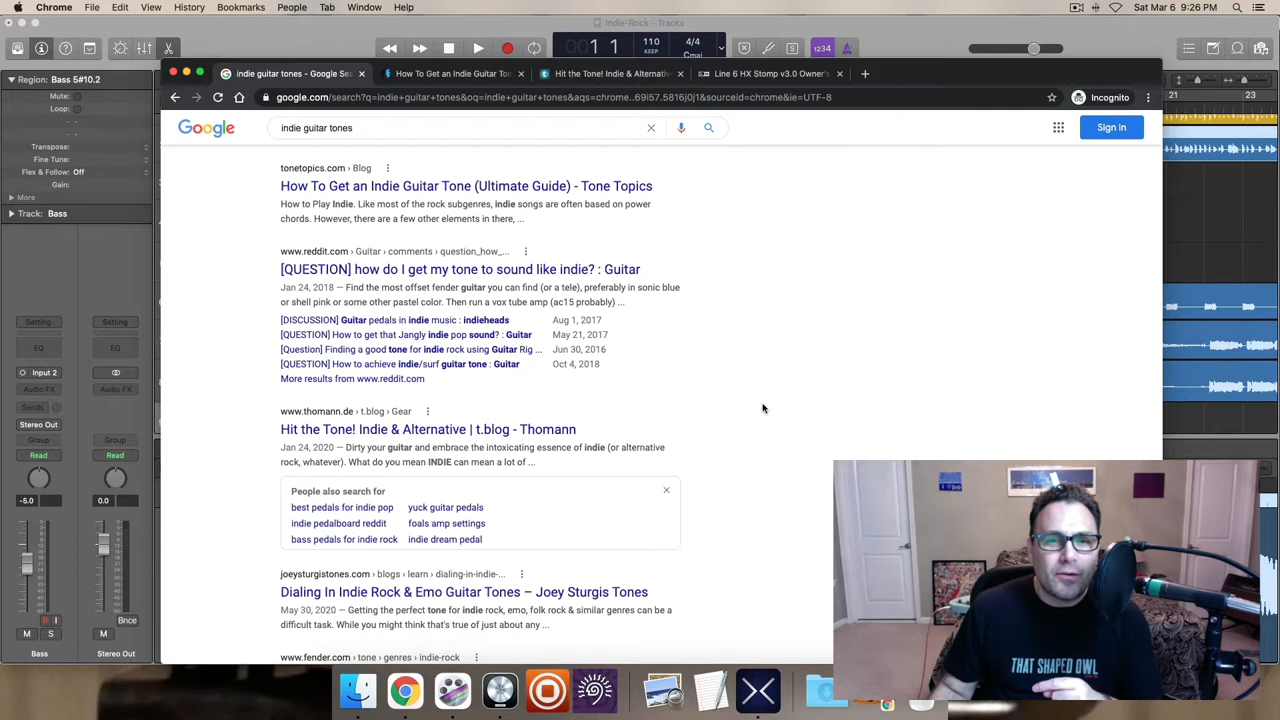 Chrome File Edit View History Bookmarks People Tab Window Help
Sat Mar 6 9:26 PM
Indie-Rock - Tracks
1 1
110
KEEP
4/4
Cmaj
1234
Region: Bass 5#10.2
Mute:
Loop:
Transpose:
Fine Tune:
Flex & Follow: Off
Gain:
More
Track: Bass
Setting Setting
EQ EQ
Input 2
Audio FX Audio FX
Sends
Stereo Out
Group Group
Read Read
-5.0 0.0
R I Bnce
M S M
Bass Stereo Out
indie guitar tones - Google Sea
How To Get an Indie Guitar Ton
Hit the Tone! Indie & Alternativ
Line 6 HX Stomp v3.0 Owner's
google.com/search?q=indie+guitar+tones&oq=indie+guitar+tones&aqs=chrome..69i57.5816j0j1&sourceid=chrome&ie=UTF-8
Incognito
Google
indie guitar tones
Sign in
21 23
tonetopics.com › Blog
How To Get an Indie Guitar Tone (Ultimate Guide) - Tone Topics
How to Play Indie. Like most of the rock subgenres, indie songs are often based on power
chords. However, there are a few other elements in there, ...
www.reddit.com › Guitar › comments › question_how_...
[QUESTION] how do I get my tone to sound like indie? : Guitar
Jan 24, 2018 — Find the most offset fender guitar you can find (or a tele), preferably in sonic blue
or shell pink or some other pastel color. Then run a vox tube amp (ac15 probably) ...
[DISCUSSION] Guitar pedals in indie music : indieheads Aug 1, 2017
[QUESTION] How to get that Jangly indie pop sound? : Guitar May 21, 2017
[Question] Finding a good tone for indie rock using Guitar Rig ... Jun 30, 2016
[QUESTION] How to achieve indie/surf guitar tone : Guitar Oct 4, 2018
More results from www.reddit.com
www.thomann.de › t.blog › Gear
Hit the Tone! Indie & Alternative | t.blog - Thomann
Jan 24, 2020 — Dirty your guitar and embrace the intoxicating essence of indie (or alternative
rock, whatever). What do you mean INDIE can mean a lot of ...
People also search for
best pedals for indie pop yuck guitar pedals
indie pedalboard reddit foals amp settings
bass pedals for indie rock indie dream pedal
joeysturgistones.com › blogs › learn › dialing-in-indie-...
Dialing In Indie Rock & Emo Guitar Tones – Joey Sturgis Tones
May 30, 2020 — Getting the perfect tone for indie rock, emo, folk rock & similar genres can be a
difficult task. While you might think that's true of just about any ...
www.fender.com › tone › genres › indie-rock
THAT SHAPED OWL